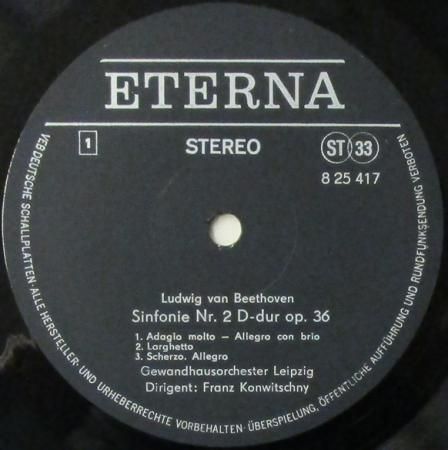 ETERNA
1
STEREO
ST 33
8 25 417
Ludwig van Beethoven
Sinfonie Nr. 2 D-dur op. 36
1. Adagio molto – Allegro con brio
2. Larghetto
3. Scherzo. Allegro
Gewandhausorchester Leipzig
Dirigent: Franz Konwitschny
VEB DEUTSCHE SCHALLPLATTEN · ALLE HERSTELLER- UND URHEBERRECHTE VORBEHALTEN · ÜBERSPIELUNG, ÖFFENTLICHE AUFFÜHRUNG UND RUNDFUNKSENDUNG VERBOTEN